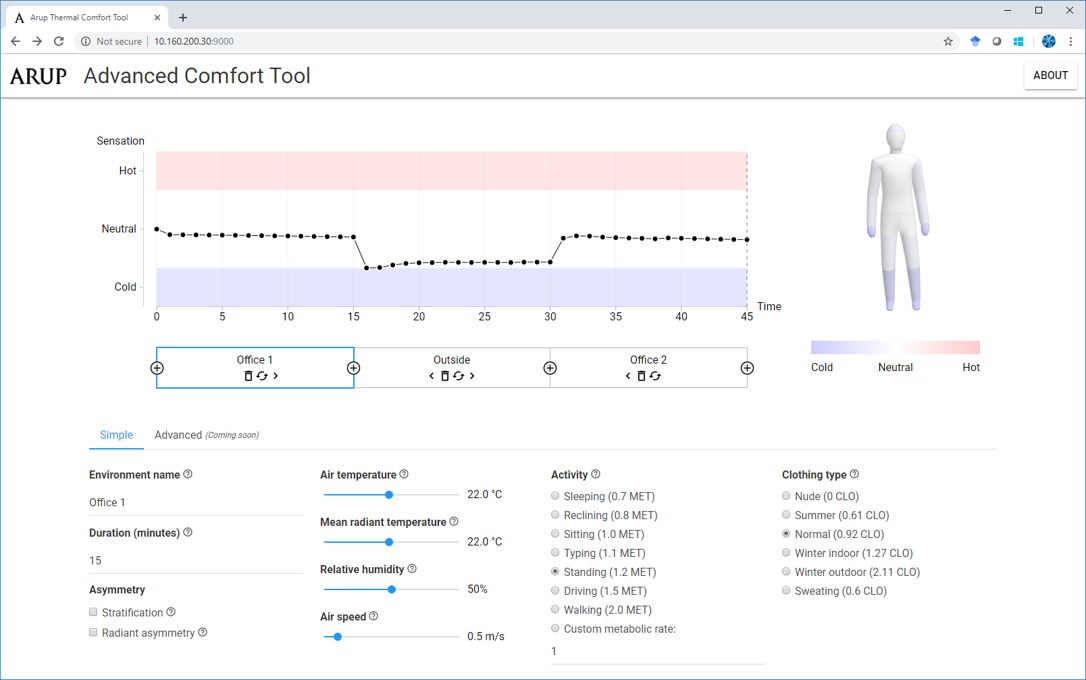 Arup Thermal Comfort Tool
Not secure | 10.160.200.30:9000
ARUP Advanced Comfort Tool ABOUT
Sensation
Hot
Neutral
Cold
0 5 10 15 20 25 30 35 40 45
Time
Office 1 Outside Office 2
Cold Neutral Hot
Simple Advanced (Coming soon)
Environment name
Office 1
Duration (minutes)
15
Asymmetry
Stratification
Radiant asymmetry
Air temperature
22.0 °C
Mean radiant temperature
22.0 °C
Relative humidity
50%
Air speed
0.5 m/s
Activity
Sleeping (0.7 MET)
Reclining (0.8 MET)
Sitting (1.0 MET)
Typing (1.1 MET)
Standing (1.2 MET)
Driving (1.5 MET)
Walking (2.0 MET)
Custom metabolic rate:
1
Clothing type
Nude (0 CLO)
Summer (0.61 CLO)
Normal (0.92 CLO)
Winter indoor (1.27 CLO)
Winter outdoor (2.11 CLO)
Sweating (0.6 CLO)